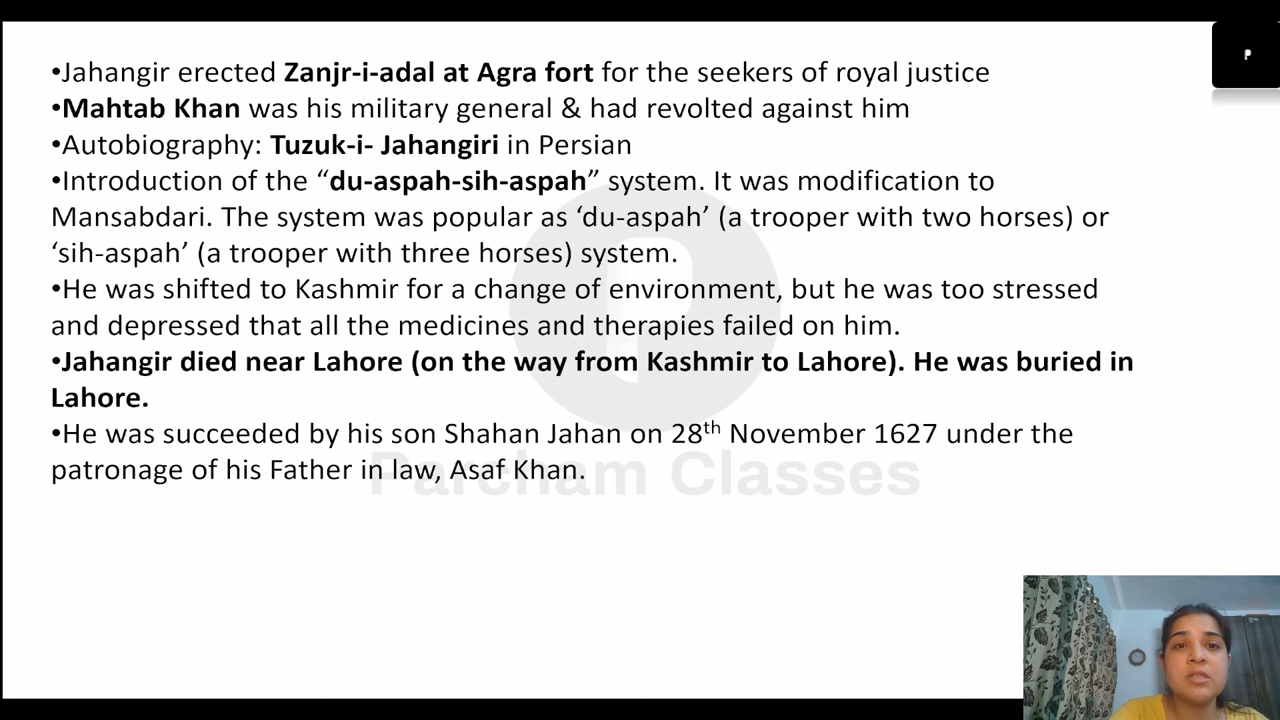 •Jahangir erected Zanjr-i-adal at Agra fort for the seekers of royal justice
•Mahtab Khan was his military general & had revolted against him
•Autobiography: Tuzuk-i- Jahangiri in Persian
•Introduction of the “du-aspah-sih-aspah” system. It was modification to
Mansabdari. The system was popular as ‘du-aspah’ (a trooper with two horses) or
‘sih-aspah’ (a trooper with three horses) system.
•He was shifted to Kashmir for a change of environment, but he was too stressed
and depressed that all the medicines and therapies failed on him.
•Jahangir died near Lahore (on the way from Kashmir to Lahore). He was buried in
Lahore.
•He was succeeded by his son Shahan Jahan on 28th November 1627 under the
patronage of his Father in law, Asaf Khan.
Parcham Classes